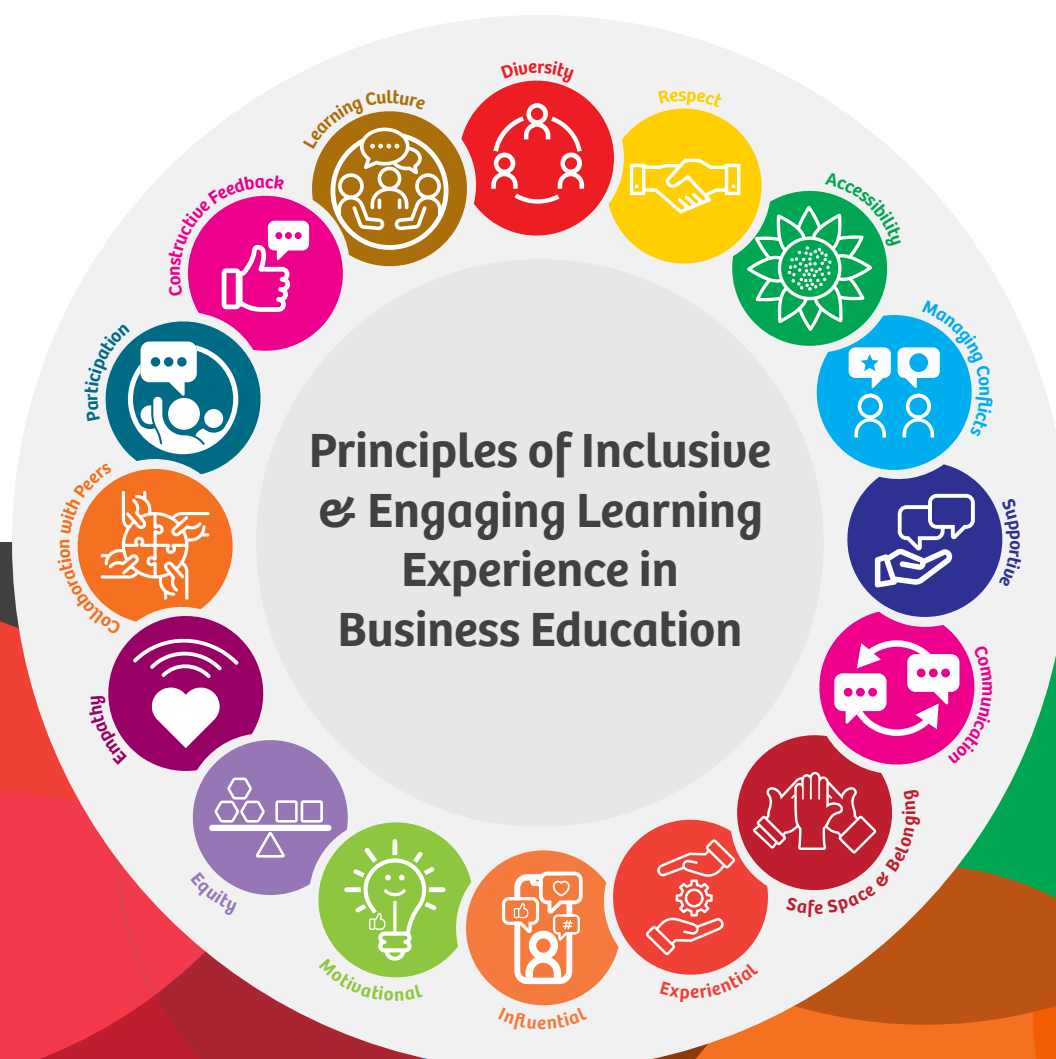 Diversity
Respect
Accessibility
Managing Conflicts
Supportive
Communication
Safe Space & Belonging
Experiential
Influential
Motivational
Equity
Empathy
Collaboration with Peers
Participation
Constructive Feedback
Learning Culture
Principles of Inclusive
& Engaging Learning
Experience in
Business Education
#